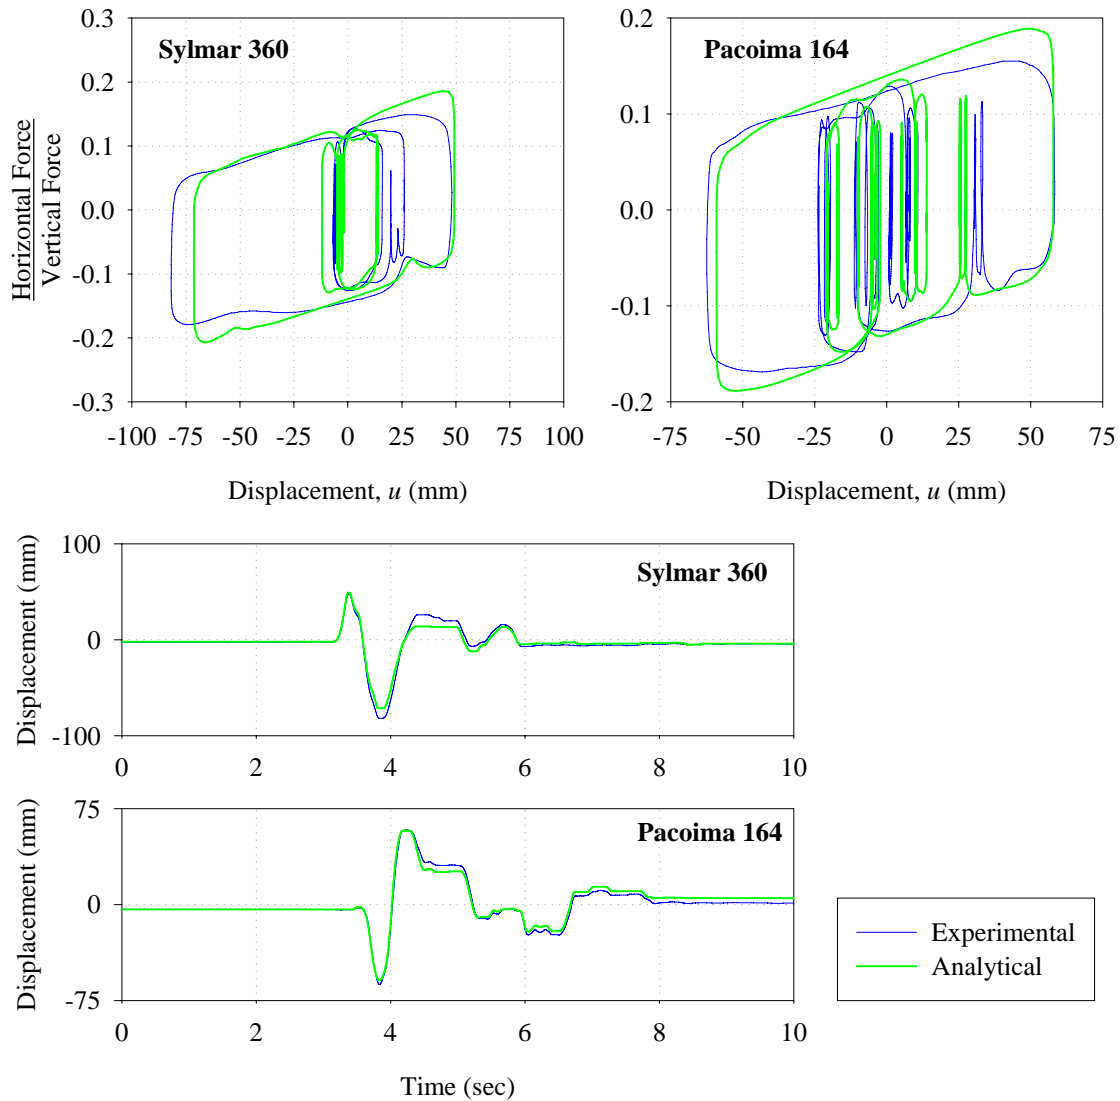 Sylmar 360
Horizontal Force
Vertical Force
0.3
0.2
0.1
0.0
-0.1
-0.2
-0.3
-100 -75 -50 -25 0 25 50 75 100
Displacement, u (mm)
Pacoima 164
0.2
0.1
0.0
-0.1
-0.2
-75 -50 -25 0 25 50 75
Displacement, u (mm)
Sylmar 360
Displacement (mm)
100
0
-100
0 2 4 6 8 10
Pacoima 164
Displacement (mm)
75
0
-75
0 2 4 6 8 10
Time (sec)
Experimental
Analytical